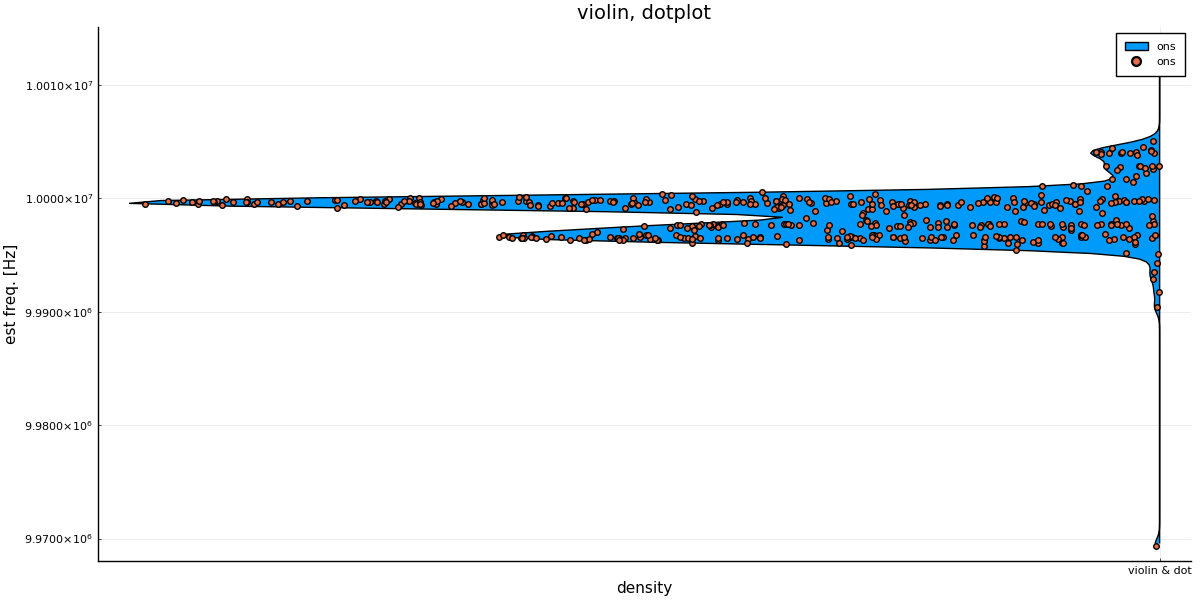 violin, dotplot
ons
ons
1.0010×10⁷
1.0000×10⁷
9.9900×10⁶
9.9800×10⁶
9.9700×10⁶
est freq. [Hz]
violin & dot
density